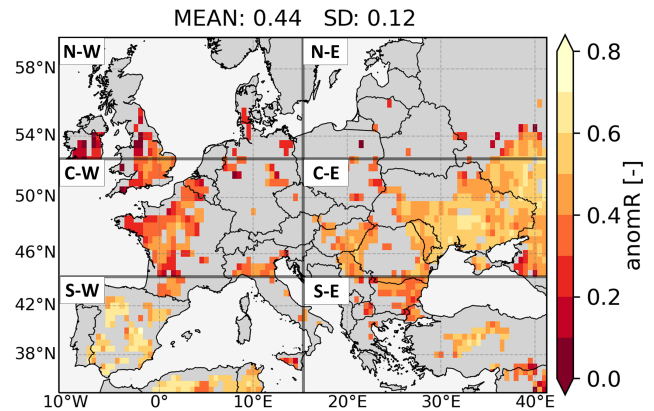 MEAN: 0.44 SD: 0.12
N-W N-E
58°N
54°N
C-W C-E
50°N
46°N
S-W S-E
42°N
38°N
10°W 0° 10°E 20°E 30°E 40°E
0.8
0.6
0.4
0.2
0.0
anomR [-]